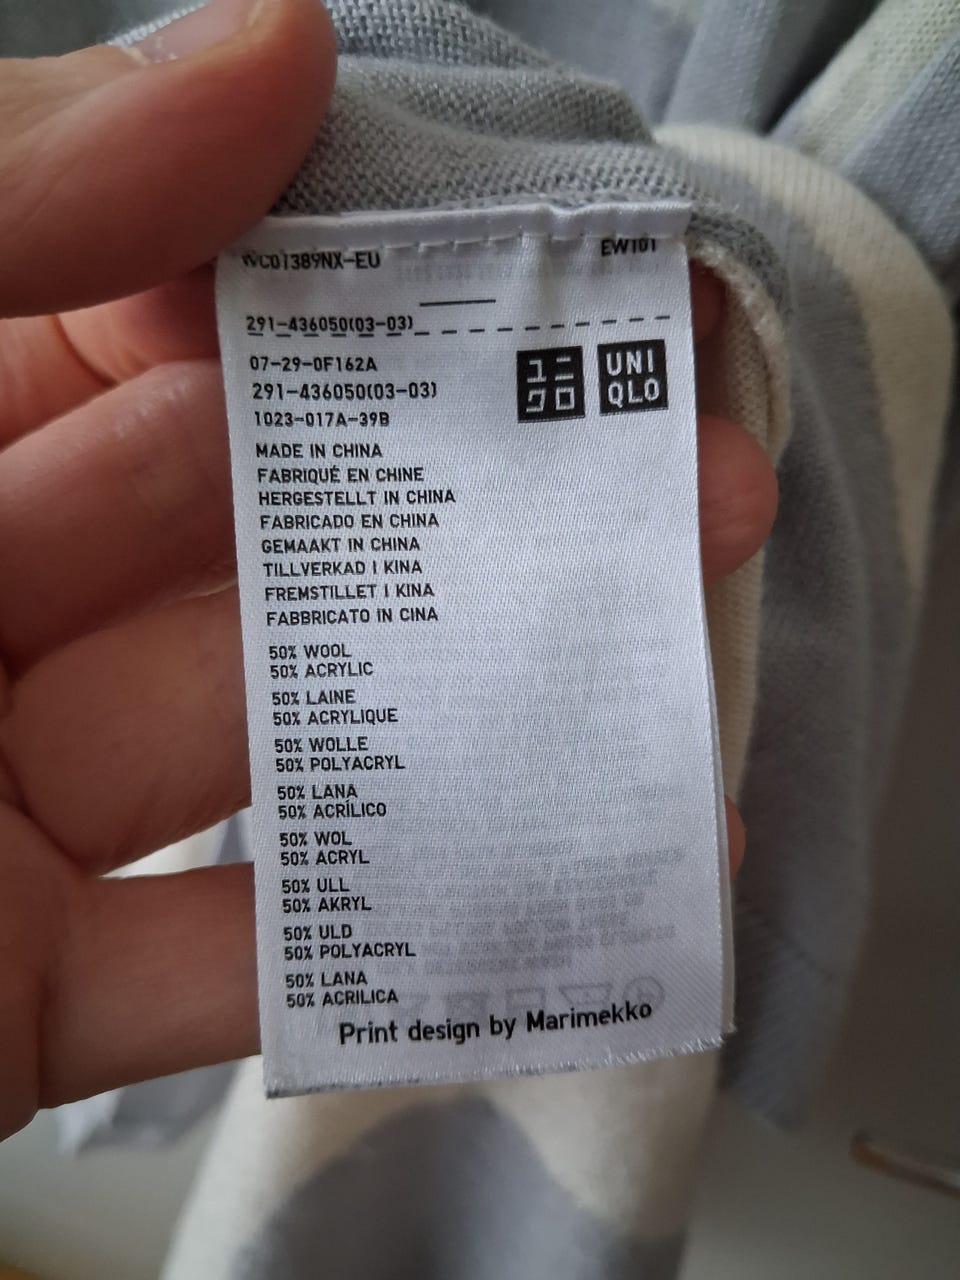 WC01389NX-EU
EW101
291-436050(03-03)
07-29-0F162A
291-436050(03-03)
1023-017A-39B
ユニ
クロ
UNI
QLO
MADE IN CHINA
FABRIQUÉ EN CHINE
HERGESTELLT IN CHINA
FABRICADO EN CHINA
GEMAAKT IN CHINA
TILLVERKAD I KINA
FREMSTILLET I KINA
FABBRICATO IN CINA
50% WOOL
50% ACRYLIC
50% LAINE
50% ACRYLIQUE
50% WOLLE
50% POLYACRYL
50% LANA
50% ACRÍLICO
50% WOL
50% ACRYL
50% ULL
50% AKRYL
50% ULD
50% POLYACRYL
50% LANA
50% ACRILICA
Print design by Marimekko